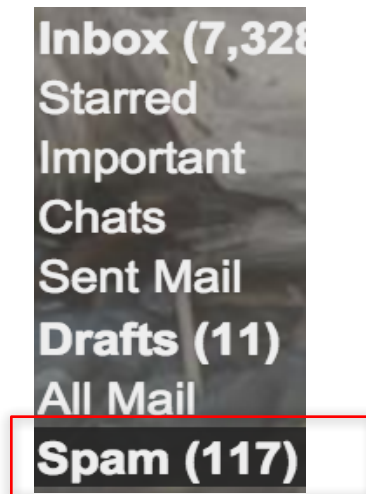 Inbox (7,328
Starred
Important
Chats
Sent Mail
Drafts (11)
All Mail
Spam (117)